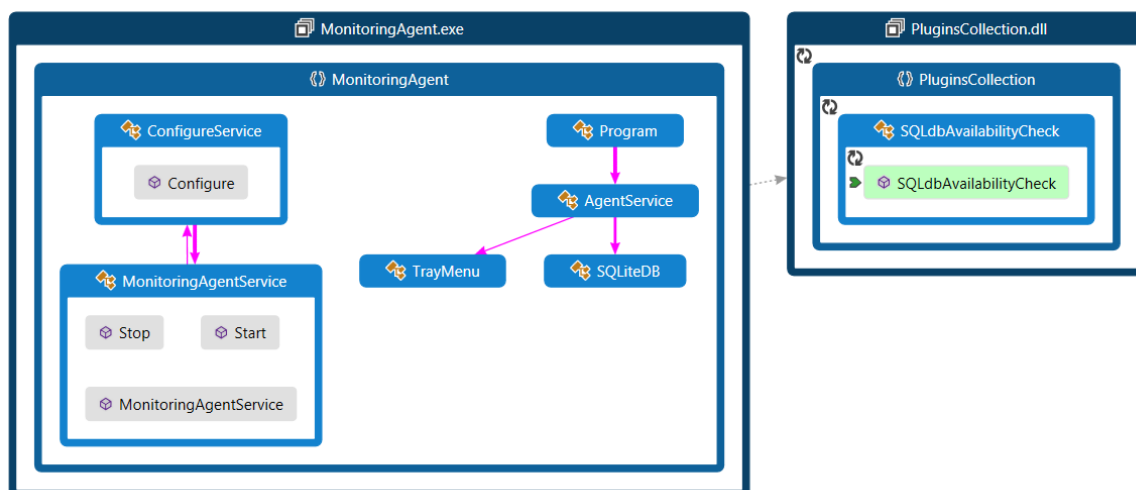 MonitoringAgent.exe
MonitoringAgent
ConfigureService
Configure
MonitoringAgentService
Stop
Start
MonitoringAgentService
Program
AgentService
TrayMenu
SQLiteDB
PluginsCollection.dll
PluginsCollection
SQLdbAvailabilityCheck
SQLdbAvailabilityCheck